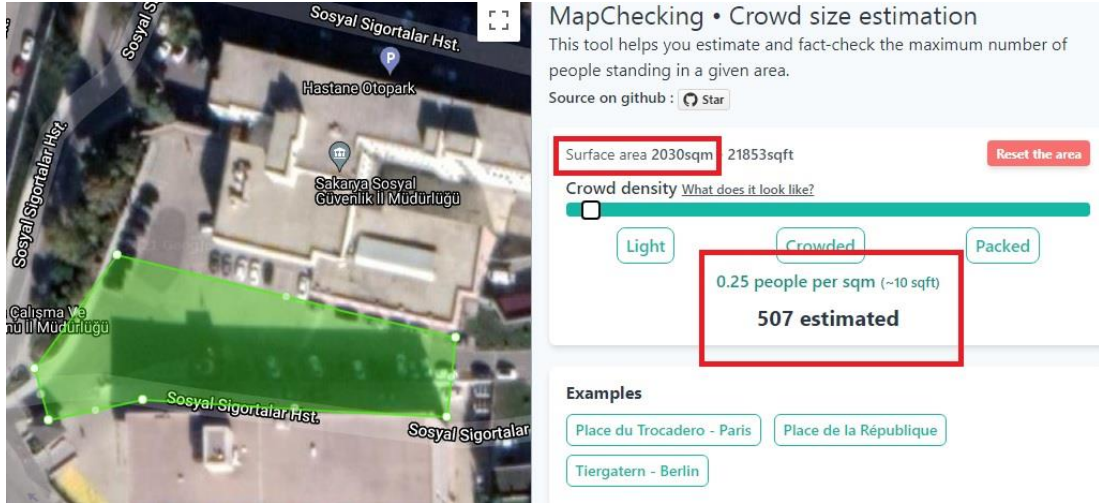 Sosyal Sigortalar Hst.
P
Hastane Otopark
Sosyal Sigortalar Hst.
Sakarya Sosyal
Güvenlik İl Müdürlüğü
Çalışma Ve
İl Müdürlüğü
Sosyal Sigortalar Hst.
Sosyal Sigortalar
MapChecking • Crowd size estimation
This tool helps you estimate and fact-check the maximum number of
people standing in a given area.
Source on github : Star
Surface area 2030sqm 21853sqft
Reset the area
Crowd density What does it look like?
Light Crowded Packed
0.25 people per sqm (~10 sqft)
507 estimated
Examples
Place du Trocadero - Paris Place de la République
Tiergatern - Berlin